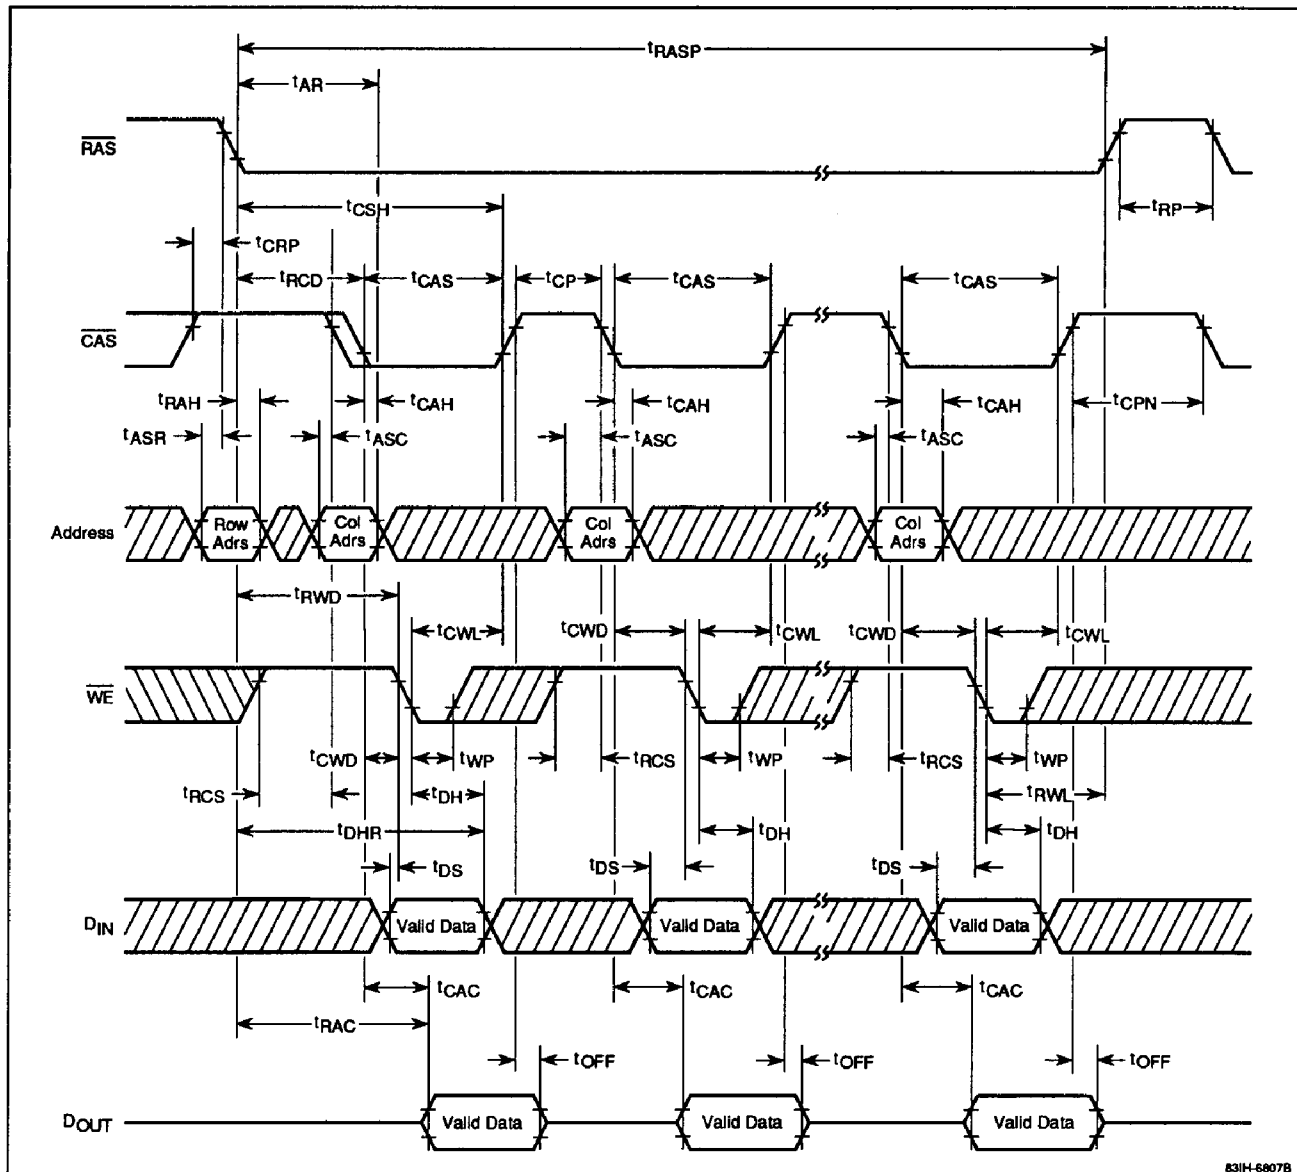 tRASP
tAR
RAS
tCSH
tRP
tCRP
tRCD tCAS tCP tCAS tCAS
CAS
tRAH tCAH tCAH tCAH tCPN
tASR tASC tASC tASC
Address Row Adrs Col Adrs Col Adrs Col Adrs
tRWD
tCWL tCWD tCWL tCWD tCWL
WE
tCWD tWP tRCS tWP tRCS tWP
tRCS tDH tRWL
tDHR tDH tDH
tDS tDS tDS
DIN Valid Data Valid Data Valid Data
tCAC tCAC tCAC
tRAC
tOFF tOFF tOFF
DOUT Valid Data Valid Data Valid Data
83IH-6807B